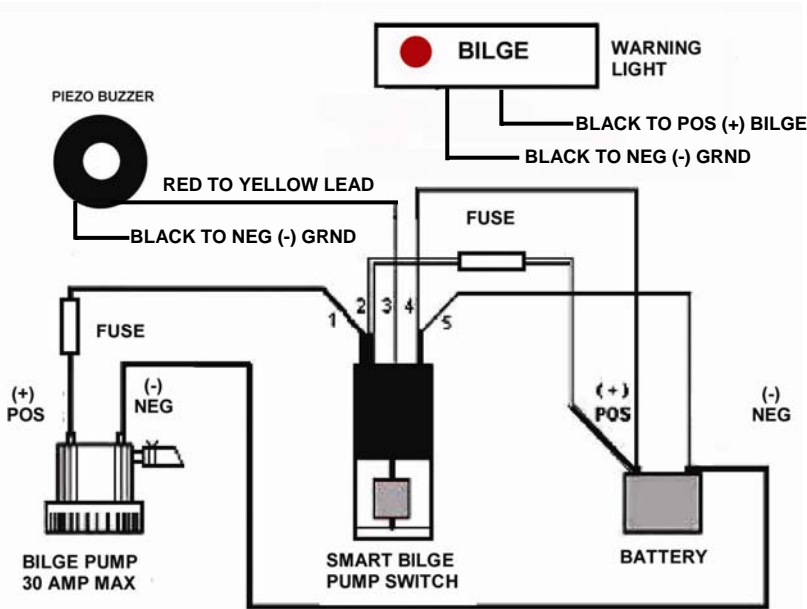 BILGE
WARNING
LIGHT
PIEZO BUZZER
BLACK TO POS (+) BILGE
BLACK TO NEG (-) GRND
RED TO YELLOW LEAD
BLACK TO NEG (-) GRND
FUSE
1
2
3
4
5
FUSE
(+)
POS
(-)
NEG
(+)
POS
(-)
NEG
BILGE PUMP
30 AMP MAX
SMART BILGE
PUMP SWITCH
BATTERY